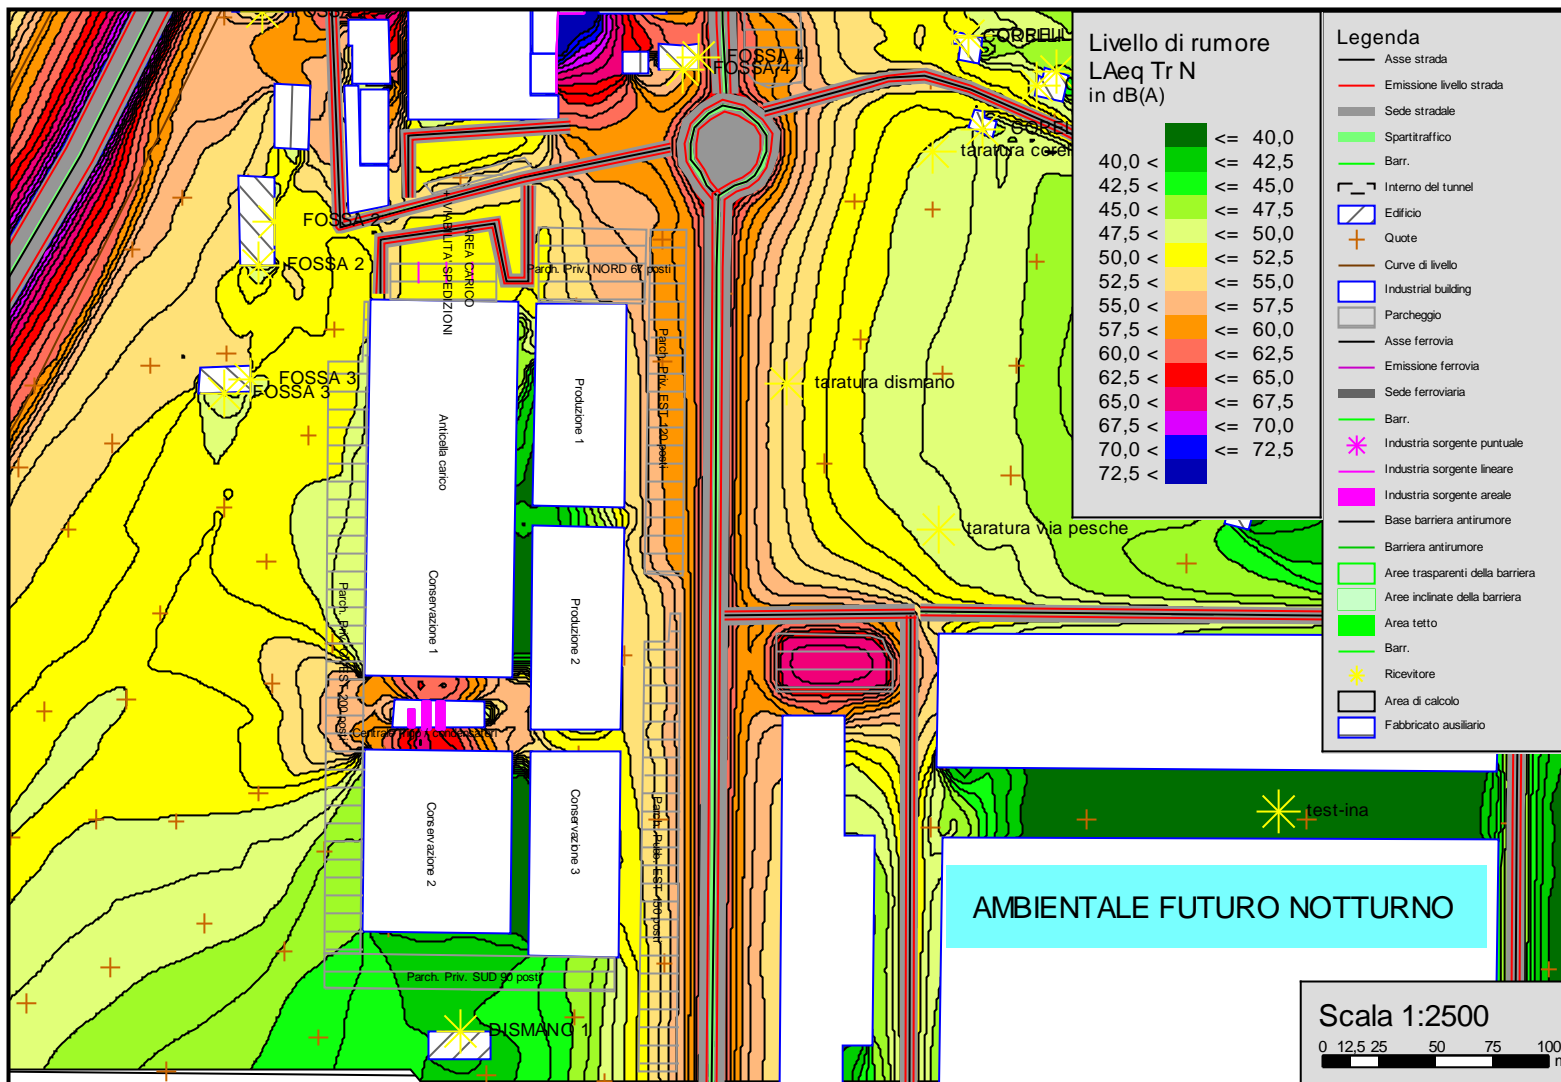 FOSSA 4
FOSSA 4
CORELL
taratura corel
FOSSA 2
FOSSA 2
AREA CARICO
VIABILITA' SPEDIZIONI
Parch. Priv. NORD 67 posti
Parch. Priv. EST 120 posti
FOSSA 3
FOSSA 3
taratura dismano
Produzione 1
Anticella carico
taratura via pesche
Conservazione 1
Produzione 2
Conservazione 2
Conservazione 3
test-ina
AMBIENTALE FUTURO NOTTURNO
Parch. Priv. SUD 90 posti
DISMANO 1
Livello di rumore
LAeq Tr N
in dB(A)
<= 40,0
40,0 < <= 42,5
42,5 < <= 45,0
45,0 < <= 47,5
47,5 < <= 50,0
50,0 < <= 52,5
52,5 < <= 55,0
55,0 < <= 57,5
57,5 < <= 60,0
60,0 < <= 62,5
62,5 < <= 65,0
65,0 < <= 67,5
67,5 < <= 70,0
70,0 < <= 72,5
72,5 <
Legenda
Asse strada
Emissione livello strada
Sede stradale
Spartitraffico
Barr.
Interno del tunnel
Edificio
Quote
Curve di livello
Industrial building
Parcheggio
Asse ferrovia
Emissione ferrovia
Sede ferroviaria
Barr.
Industria sorgente puntuale
Industria sorgente lineare
Industria sorgente areale
Base barriera antirumore
Barriera antirumore
Aree trasparenti della barriera
Aree inclinate della barriera
Area tetto
Barr.
Ricevitore
Area di calcolo
Fabbricato ausiliario
Scala 1:2500
0 12,5 25 50 75 100